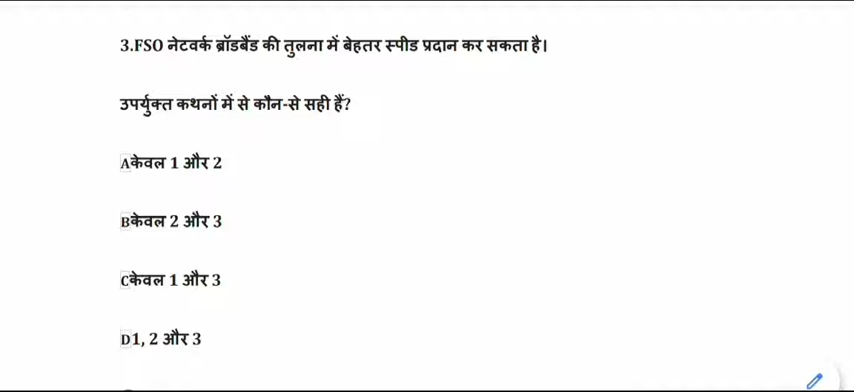 3.FSO नेटवर्क ब्रॉडबैंड की तुलना में बेहतर स्पीड प्रदान कर सकता है।
उपर्युक्त कथनों में से कौन-से सही हैं?
Aकेवल 1 और 2
Bकेवल 2 और 3
Cकेवल 1 और 3
D1, 2 और 3